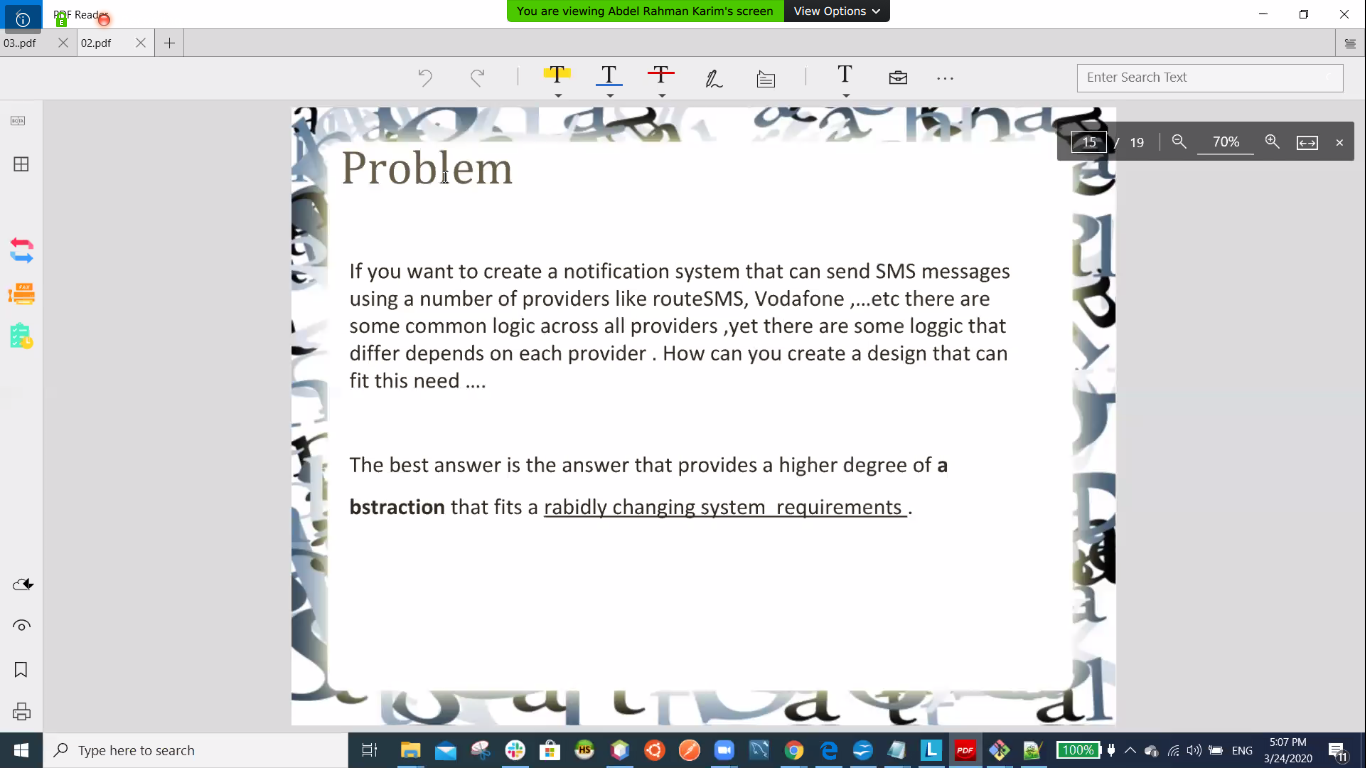 PDF Reader
You are viewing Abdel Rahman Karim's screen
View Options
03..pdf
02.pdf
Enter Search Text
15 / 19
70%
Problem
If you want to create a notification system that can send SMS messages
using a number of providers like routeSMS, Vodafone ,...etc there are
some common logic across all providers ,yet there are some loggic that
differ depends on each provider . How can you create a design that can
fit this need ....
The best answer is the answer that provides a higher degree of a
bstraction that fits a rabidly changing system requirements .
Type here to search
100%
ENG
5:07 PM
3/24/2020
11